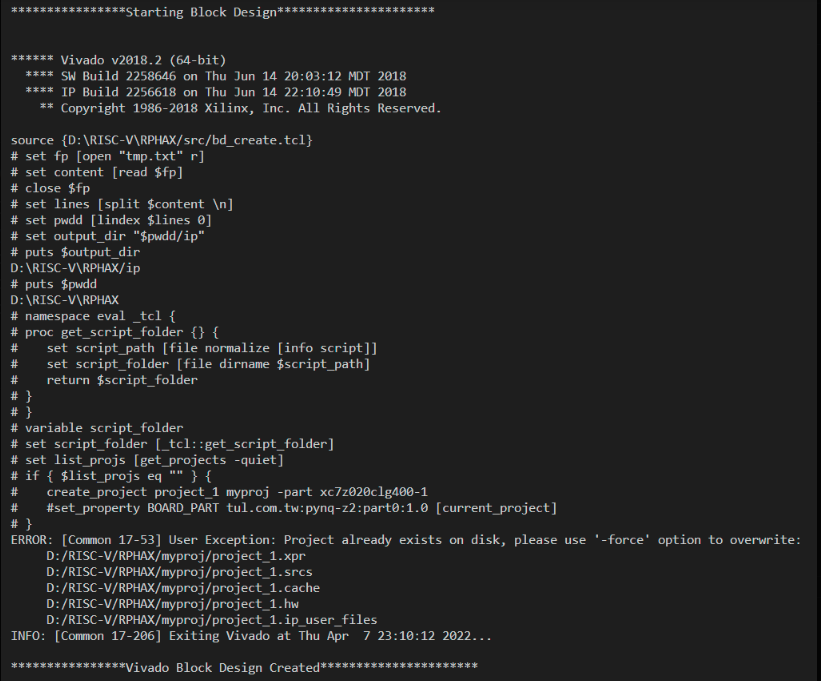 ****************Starting Block Design**********************
****** Vivado v2018.2 (64-bit)
  **** SW Build 2258646 on Thu Jun 14 20:03:12 MDT 2018
  **** IP Build 2256618 on Thu Jun 14 22:10:49 MDT 2018
    ** Copyright 1986-2018 Xilinx, Inc. All Rights Reserved.
source {D:\RISC-V\RPHAX/src/bd_create.tcl}
# set fp [open "tmp.txt" r]
# set content [read $fp]
# close $fp
# set lines [split $content \n]
# set pwdd [lindex $lines 0]
# set output_dir "$pwdd/ip"
# puts $output_dir
D:\RISC-V\RPHAX/ip
# puts $pwdd
D:\RISC-V\RPHAX
# namespace eval _tcl {
# proc get_script_folder {} {
#    set script_path [file normalize [info script]]
#    set script_folder [file dirname $script_path]
#    return $script_folder
# }
# }
# variable script_folder
# set script_folder [_tcl::get_script_folder]
# set list_projs [get_projects -quiet]
# if { $list_projs eq "" } {
#    create_project project_1 myproj -part xc7z020clg400-1
#    #set_property BOARD_PART tul.com.tw:pynq-z2:part0:1.0 [current_project]
# }
ERROR: [Common 17-53] User Exception: Project already exists on disk, please use '-force' option to overwrite:
     D:/RISC-V/RPHAX/myproj/project_1.xpr
     D:/RISC-V/RPHAX/myproj/project_1.srcs
     D:/RISC-V/RPHAX/myproj/project_1.cache
     D:/RISC-V/RPHAX/myproj/project_1.hw
     D:/RISC-V/RPHAX/myproj/project_1.ip_user_files
INFO: [Common 17-206] Exiting Vivado at Thu Apr  7 23:10:12 2022...
****************Vivado Block Design Created**********************